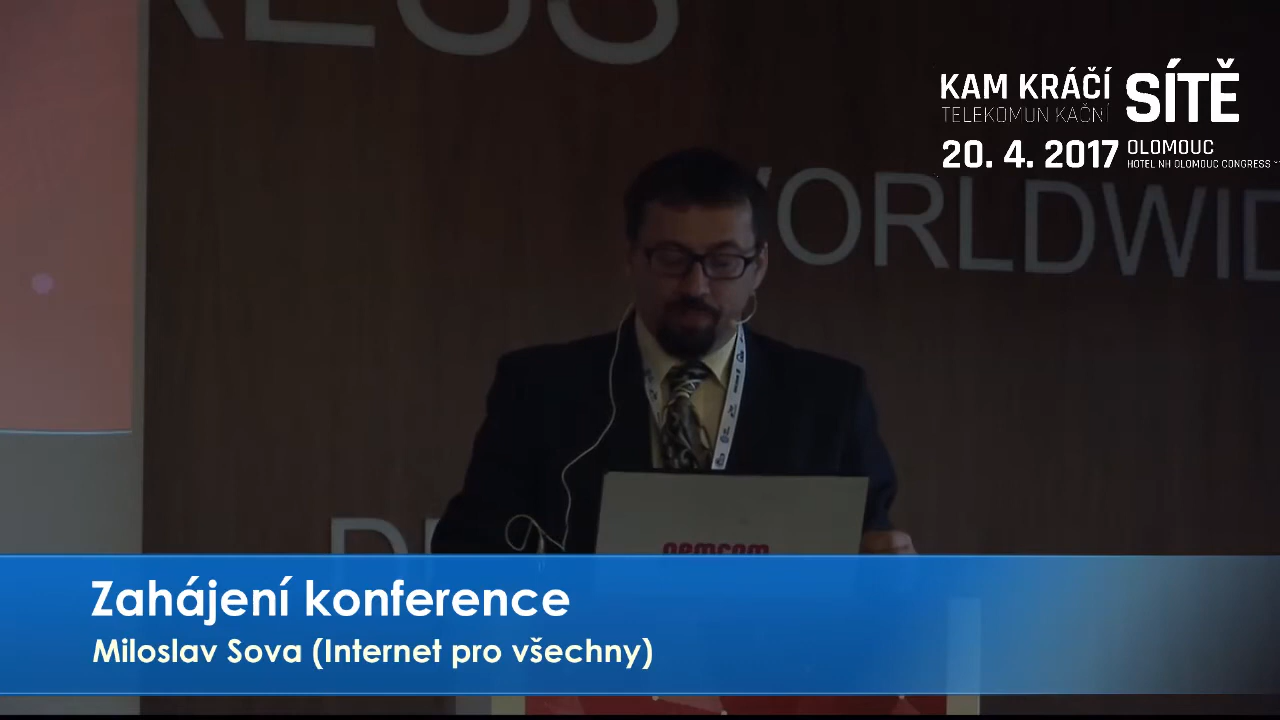 RESS
KAM KRÁČÍ SÍTĚ
TELEKOMUNIKAČNÍ
20. 4. 2017 OLOMOUC
HOTEL NH OLOMOUC CONGRESS
WORLDWID
Zahájení konference
Miloslav Sova (Internet pro všechny)